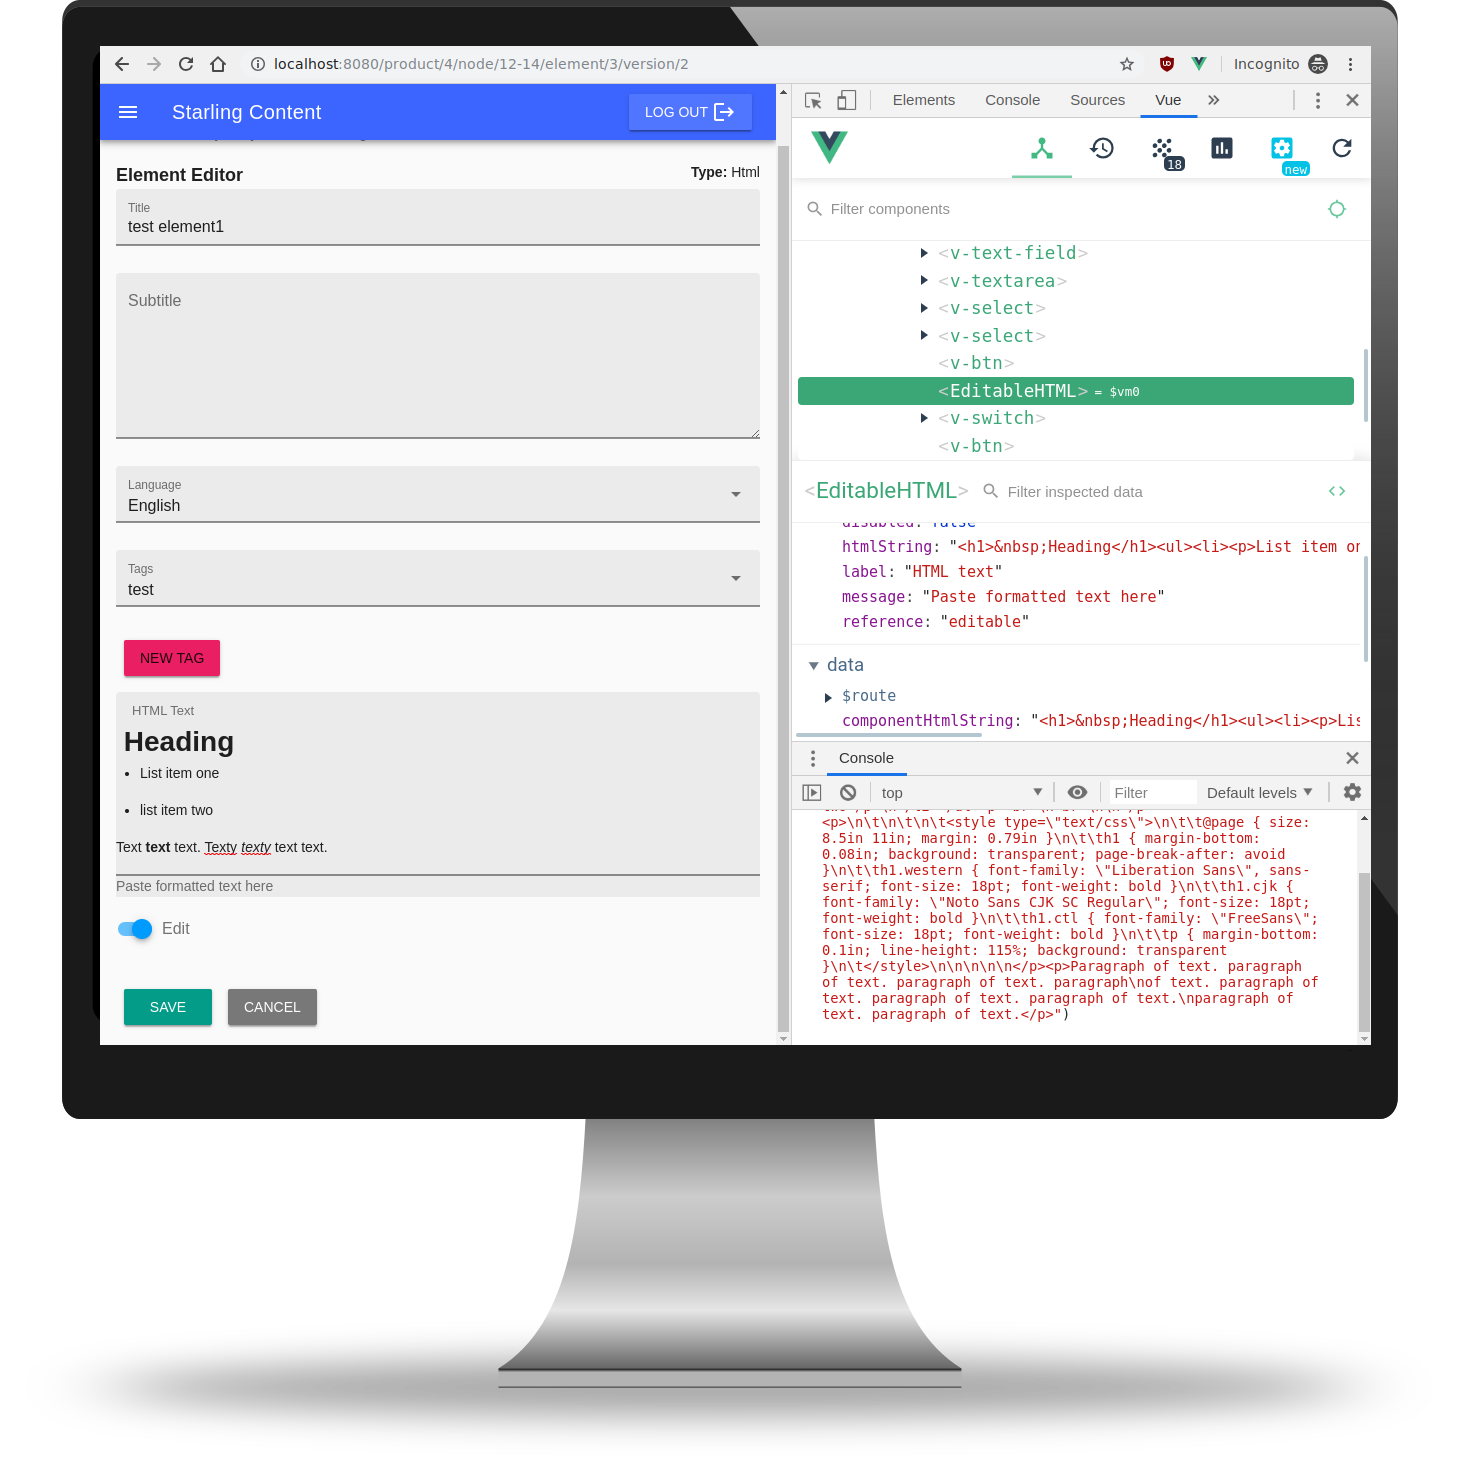 localhost:8080/product/4/node/12-14/element/3/version/2
Incognito
Starling Content
LOG OUT
Element Editor
Type: Html
Title
test element1
Subtitle
Language
English
Tags
test
NEW TAG
HTML Text
Heading
• List item one
• list item two
Text text text. Texty texty text text.
Paste formatted text here
Edit
SAVE
CANCEL
Elements Console Sources Vue
18
new
Filter components
<v-text-field>
<v-textarea>
<v-select>
<v-select>
<v-btn>
<EditableHTML> = $vm0
<v-switch>
<v-btn>
<EditableHTML>
Filter inspected data
disabled: false
htmlString: "<h1>&nbsp;Heading</h1><ul><li><p>List item on
label: "HTML text"
message: "Paste formatted text here"
reference: "editable"
data
$route
componentHtmlString: "<h1>&nbsp;Heading</h1><ul><li><p>Lis
Console
top
Filter
Default levels
<p>\n\t\n\t\n\t<style type=\"text/css\">\n\t\t@page { size:
8.5in 11in; margin: 0.79in }\n\t\th1 { margin-bottom:
0.08in; background: transparent; page-break-after: avoid
}\n\t\th1.western { font-family: \"Liberation Sans\", sans-
serif; font-size: 18pt; font-weight: bold }\n\t\th1.cjk {
font-family: \"Noto Sans CJK SC Regular\"; font-size: 18pt;
font-weight: bold }\n\t\th1.ctl { font-family: \"FreeSans\";
font-size: 18pt; font-weight: bold }\n\t\tp { margin-bottom:
0.1in; line-height: 115%; background: transparent
}\n\t</style>\n\n\n\n\n</p><p>Paragraph of text. paragraph
of text. paragraph of text. paragraph\nof text. paragraph of
text. paragraph of text. paragraph of text.\nparagraph of
text. paragraph of text.</p>")